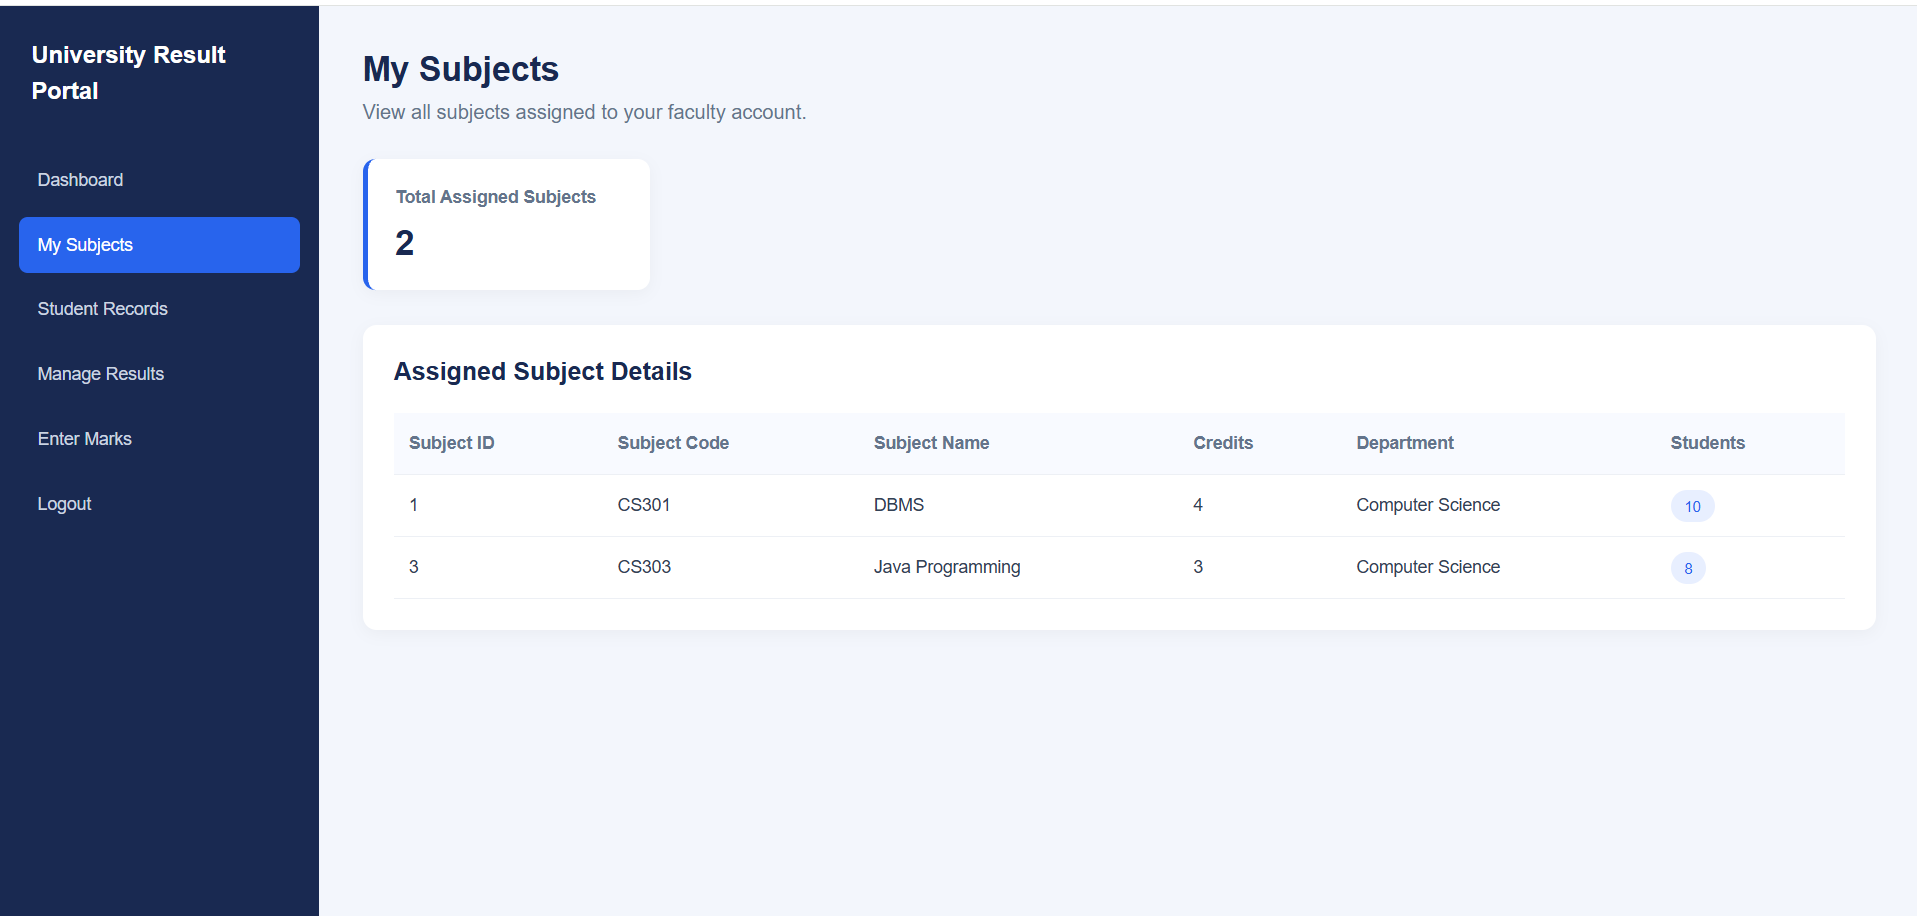 University Result
Portal
Dashboard
My Subjects
Student Records
Manage Results
Enter Marks
Logout
My Subjects
View all subjects assigned to your faculty account.
Total Assigned Subjects
2
Assigned Subject Details
Subject ID Subject Code Subject Name Credits Department Students
1 CS301 DBMS 4 Computer Science 10
3 CS303 Java Programming 3 Computer Science 8